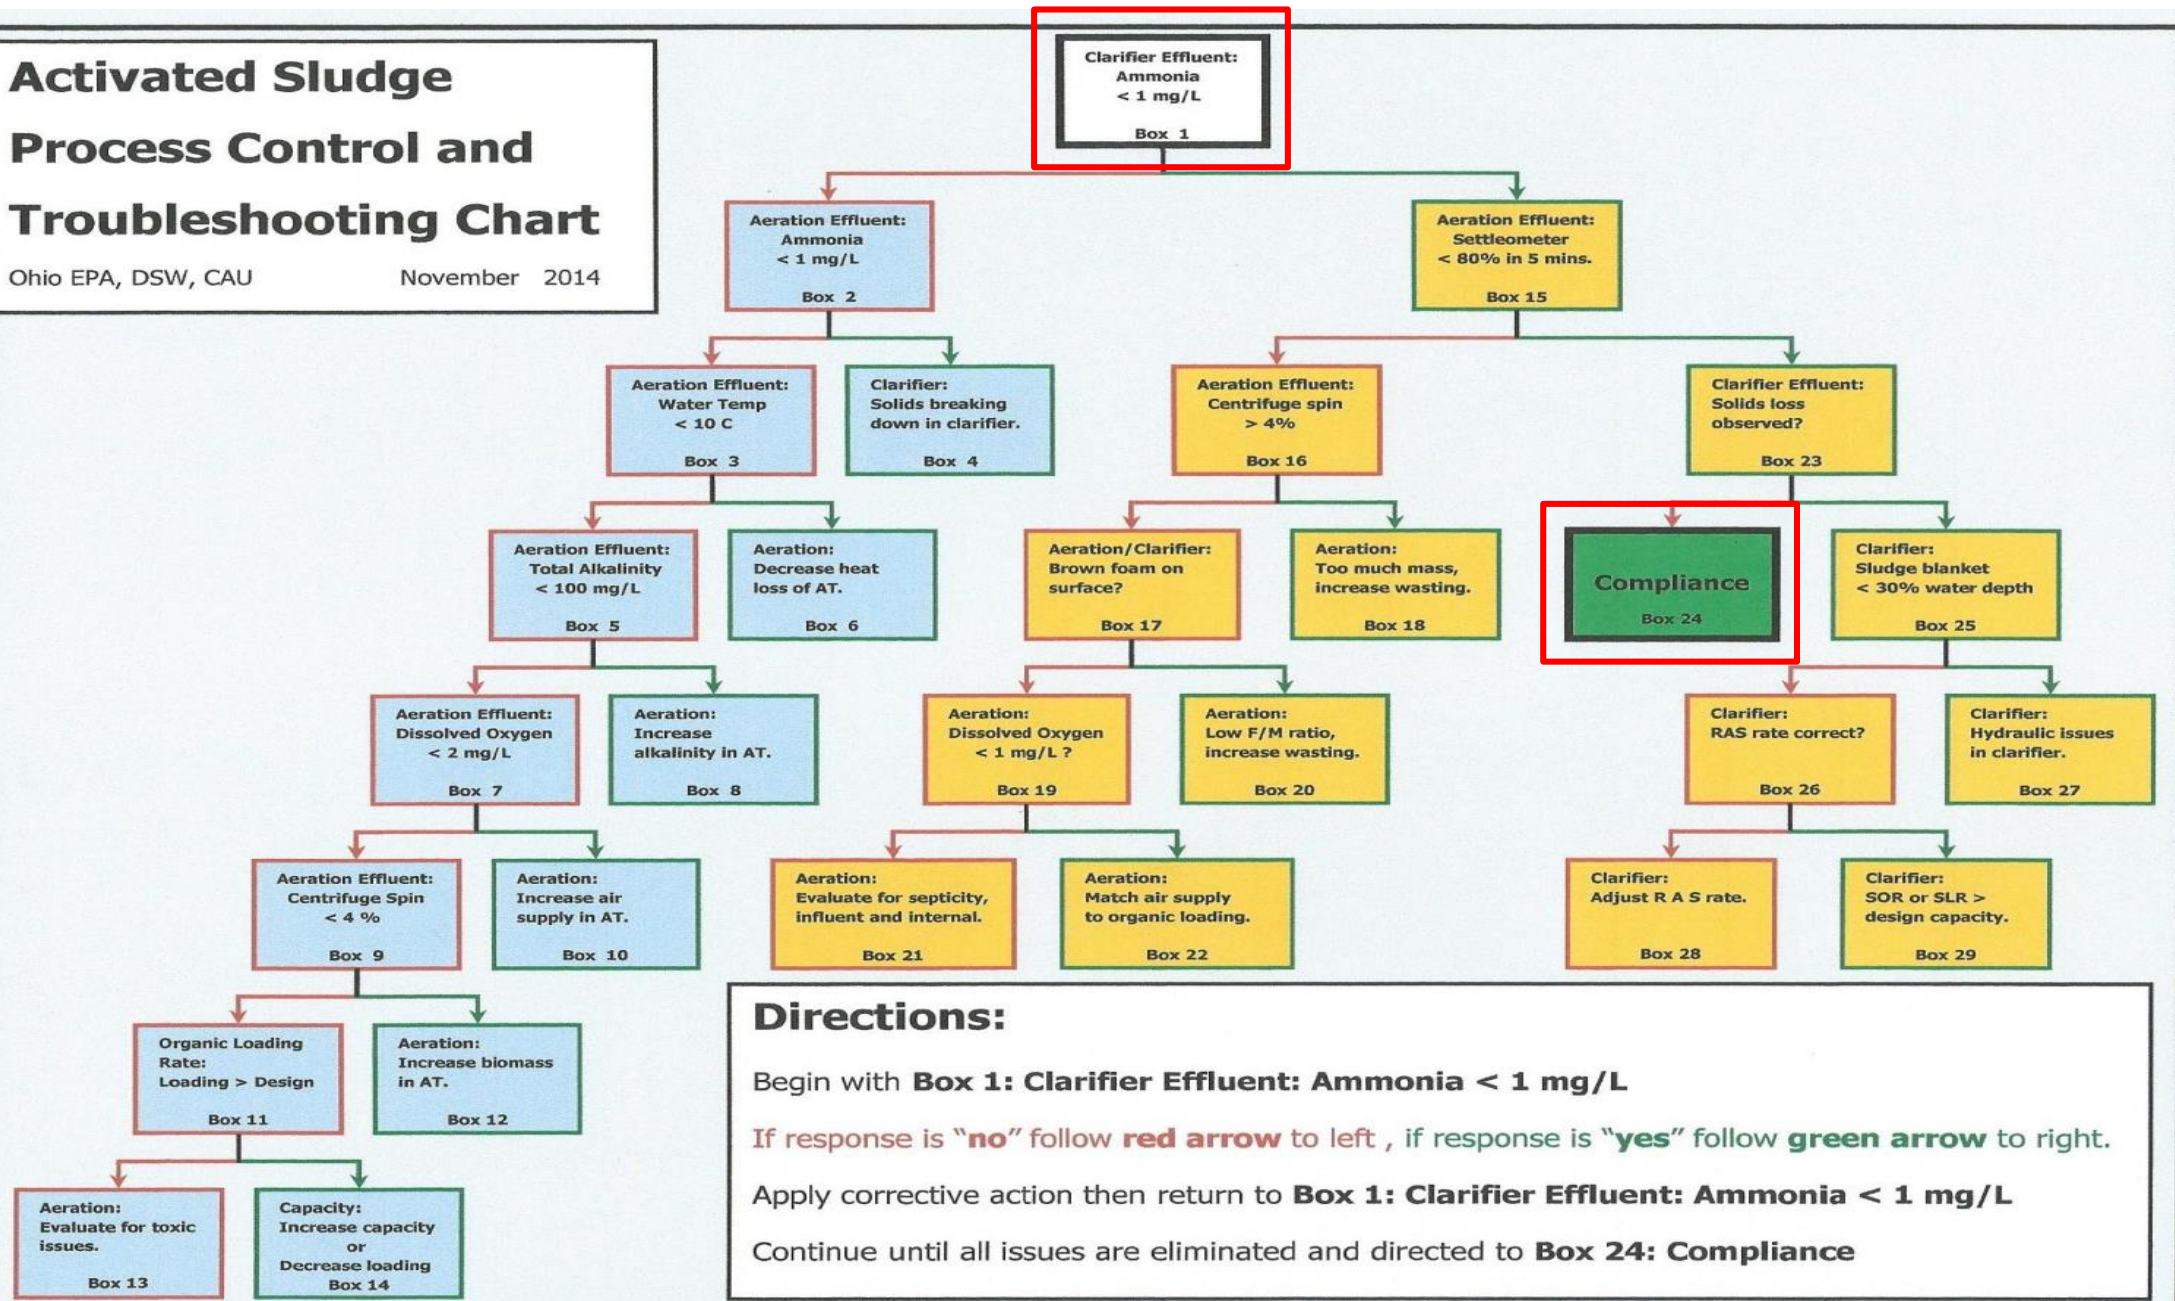 Activated Sludge
Process Control and
Troubleshooting Chart
Ohio EPA, DSW, CAU November 2014
Clarifier Effluent:
Ammonia
< 1 mg/L
Box 1
Aeration Effluent:
Ammonia
< 1 mg/L
Box 2
Aeration Effluent:
Settleometer
< 80% in 5 mins.
Box 15
Aeration Effluent:
Water Temp
< 10 C
Box 3
Clarifier:
Solids breaking
down in clarifier.
Box 4
Aeration Effluent:
Centrifuge spin
> 4%
Box 16
Clarifier Effluent:
Solids loss
observed?
Box 23
Aeration Effluent:
Total Alkalinity
< 100 mg/L
Box 5
Aeration:
Decrease heat
loss of AT.
Box 6
Aeration/Clarifier:
Brown foam on
surface?
Box 17
Aeration:
Too much mass,
increase wasting.
Box 18
Compliance
Box 24
Clarifier:
Sludge blanket
< 30% water depth
Box 25
Aeration Effluent:
Dissolved Oxygen
< 2 mg/L
Box 7
Aeration:
Increase
alkalinity in AT.
Box 8
Aeration:
Dissolved Oxygen
< 1 mg/L ?
Box 19
Aeration:
Low F/M ratio,
increase wasting.
Box 20
Clarifier:
RAS rate correct?
Box 26
Clarifier:
Hydraulic issues
in clarifier.
Box 27
Aeration Effluent:
Centrifuge Spin
< 4 %
Box 9
Aeration:
Increase air
supply in AT.
Box 10
Aeration:
Evaluate for septicity,
influent and internal.
Box 21
Aeration:
Match air supply
to organic loading.
Box 22
Clarifier:
Adjust R A S rate.
Box 28
Clarifier:
SOR or SLR >
design capacity.
Box 29
Organic Loading
Rate:
Loading > Design
Box 11
Aeration:
Increase biomass
in AT.
Box 12
Aeration:
Evaluate for toxic
issues.
Box 13
Capacity:
Increase capacity
or
Decrease loading
Box 14
Directions:
Begin with Box 1: Clarifier Effluent: Ammonia < 1 mg/L
If response is "no" follow red arrow to left , if response is "yes" follow green arrow to right.
Apply corrective action then return to Box 1: Clarifier Effluent: Ammonia < 1 mg/L
Continue until all issues are eliminated and directed to Box 24: Compliance